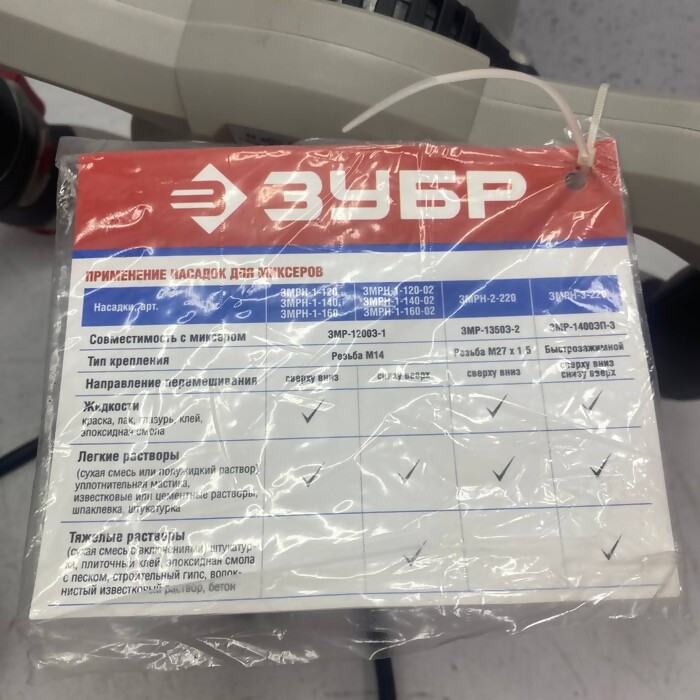 ЗУБР
ПРИМЕНЕНИЕ НАСАДОК ДЛЯ МИКСЕРОВ
Насадки, арт. ЗМРН-1-120, ЗМРН-1-140, ЗМРН-1-160 ЗМРН-1-120-02 ЗМРН-1-140-02 ЗМРН-1-160-02 ЗМРН-2-220 ЗМРН-3-220
Совместимость с миксером ЗМР-1200Э-1 ЗМР-1350Э-2 ЗМР-1400ЭП-3
Тип крепления Резьба М14 Резьба М27 х 1,5 Быстрозажимной
Направление перемешивания сверху вниз снизу вверх сверху вниз сверху вниз снизу вверх
Жидкости
краска, лак, глазурь, клей,
эпоксидная смола
Легкие растворы
(сухая смесь или полужидкий раствор)
уплотнительная мастика,
известковые или цементные растворы,
шпаклевка, штукатурка
Тяжелые растворы
(сухая смесь с включениями) штукатур-
ка, плиточный клей, эпоксидная смола
с песком, строительный гипс, волок-
нистый известковый раствор, бетон